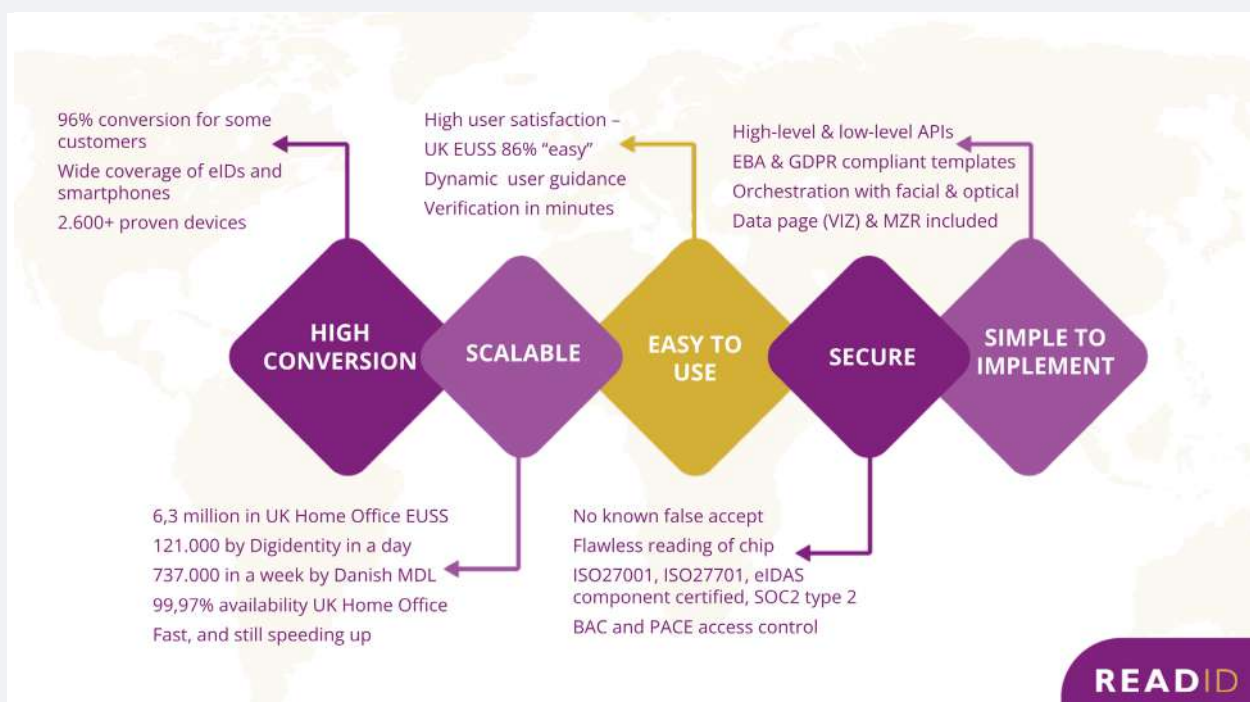 96% conversion for some
customers
Wide coverage of eIDs and
smartphones
2.600+ proven devices
High user satisfaction –
UK EUSS 86% “easy”
Dynamic user guidance
Verification in minutes
High-level & low-level APIs
EBA & GDPR compliant templates
Orchestration with facial & optical
Data page (VIZ) & MZR included
HIGH
CONVERSION
SCALABLE
EASY TO
USE
SECURE
SIMPLE TO
IMPLEMENT
6,3 million in UK Home Office EUSS
121.000 by Digidentity in a day
737.000 in a week by Danish MDL
99,97% availability UK Home Office
Fast, and still speeding up
No known false accept
Flawless reading of chip
ISO27001, ISO27701, eIDAS
component certified, SOC2 type 2
BAC and PACE access control
READID